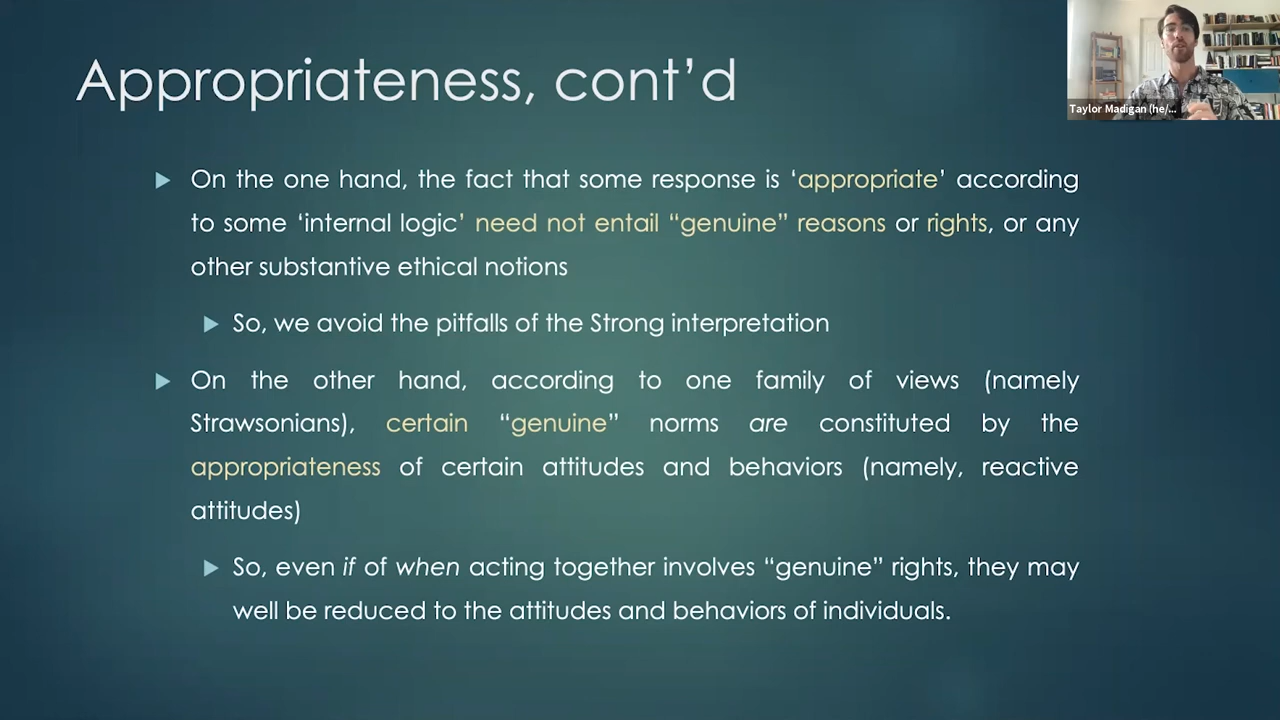 Appropriateness, cont’d
Taylor Madigan (he/...
On the one hand, the fact that some response is ‘appropriate’ according
to some ‘internal logic’ need not entail “genuine” reasons or rights, or any
other substantive ethical notions
So, we avoid the pitfalls of the Strong interpretation
On the other hand, according to one family of views (namely
Strawsonians), certain “genuine” norms are constituted by the
appropriateness of certain attitudes and behaviors (namely, reactive
attitudes)
So, even if of when acting together involves “genuine” rights, they may
well be reduced to the attitudes and behaviors of individuals.